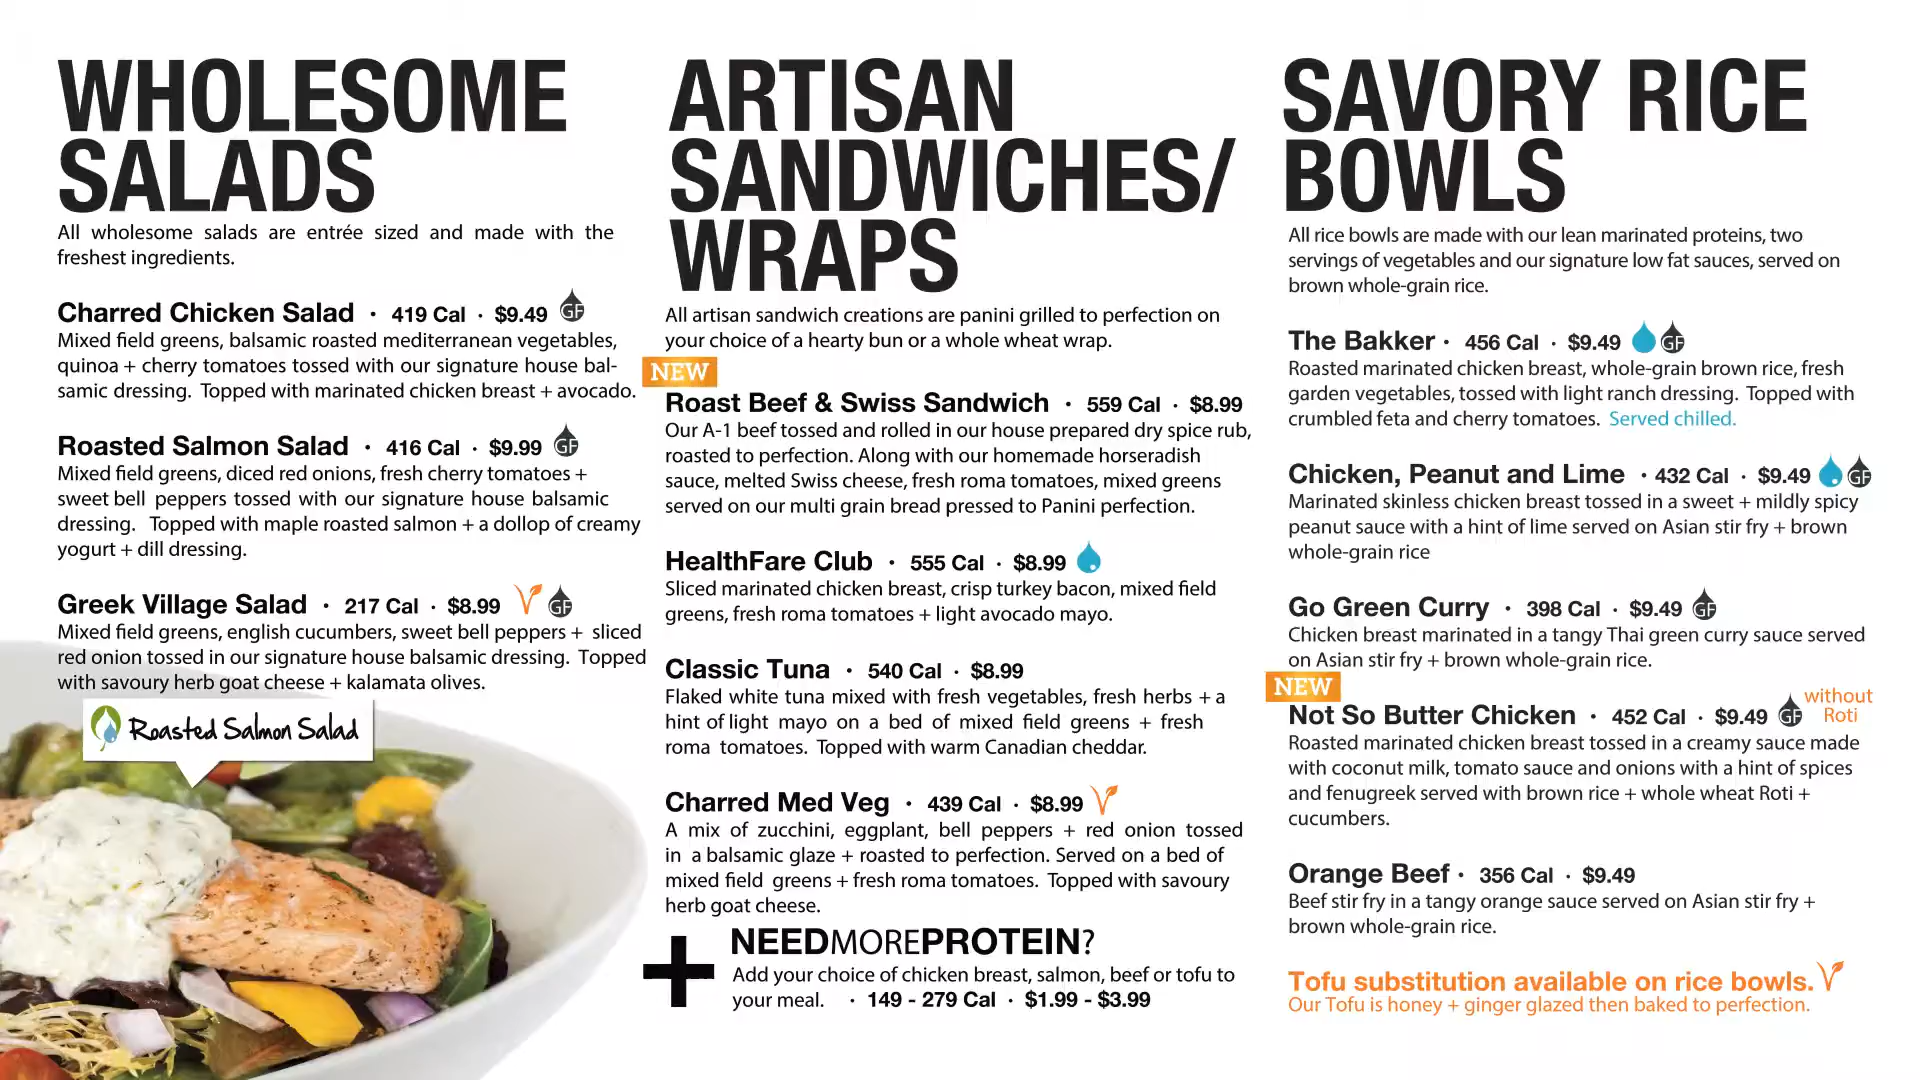 WHOLESOME
SALADS
All wholesome salads are entrée sized and made with the
freshest ingredients.
Charred Chicken Salad · 419 Cal · $9.49 GF
Mixed field greens, balsamic roasted mediterranean vegetables,
quinoa + cherry tomatoes tossed with our signature house bal-
samic dressing. Topped with marinated chicken breast + avocado.
Roasted Salmon Salad · 416 Cal · $9.99 GF
Mixed field greens, diced red onions, fresh cherry tomatoes +
sweet bell peppers tossed with our signature house balsamic
dressing. Topped with maple roasted salmon + a dollop of creamy
yogurt + dill dressing.
Greek Village Salad · 217 Cal · $8.99 V GF
Mixed field greens, english cucumbers, sweet bell peppers + sliced
red onion tossed in our signature house balsamic dressing. Topped
with savoury herb goat cheese + kalamata olives.
Roasted Salmon Salad
ARTISAN
SANDWICHES/
WRAPS
All artisan sandwich creations are panini grilled to perfection on
your choice of a hearty bun or a whole wheat wrap.
NEW
Roast Beef & Swiss Sandwich · 559 Cal · $8.99
Our A-1 beef tossed and rolled in our house prepared dry spice rub,
roasted to perfection. Along with our homemade horseradish
sauce, melted Swiss cheese, fresh roma tomatoes, mixed greens
served on our multi grain bread pressed to Panini perfection.
HealthFare Club · 555 Cal · $8.99
Sliced marinated chicken breast, crisp turkey bacon, mixed field
greens, fresh roma tomatoes + light avocado mayo.
Classic Tuna · 540 Cal · $8.99
Flaked white tuna mixed with fresh vegetables, fresh herbs + a
hint of light mayo on a bed of mixed field greens + fresh
roma tomatoes. Topped with warm Canadian cheddar.
Charred Med Veg · 439 Cal · $8.99 V
A mix of zucchini, eggplant, bell peppers + red onion tossed
in a balsamic glaze + roasted to perfection. Served on a bed of
mixed field greens + fresh roma tomatoes. Topped with savoury
herb goat cheese.
+ NEEDMOREPROTEIN?
Add your choice of chicken breast, salmon, beef or tofu to
your meal. · 149 - 279 Cal · $1.99 - $3.99
SAVORY RICE
BOWLS
All rice bowls are made with our lean marinated proteins, two
servings of vegetables and our signature low fat sauces, served on
brown whole-grain rice.
The Bakker · 456 Cal · $9.49 GF
Roasted marinated chicken breast, whole-grain brown rice, fresh
garden vegetables, tossed with light ranch dressing. Topped with
crumbled feta and cherry tomatoes. Served chilled.
Chicken, Peanut and Lime · 432 Cal · $9.49 GF
Marinated skinless chicken breast tossed in a sweet + mildly spicy
peanut sauce with a hint of lime served on Asian stir fry + brown
whole-grain rice
Go Green Curry · 398 Cal · $9.49 GF
Chicken breast marinated in a tangy Thai green curry sauce served
on Asian stir fry + brown whole-grain rice.
NEW
Not So Butter Chicken · 452 Cal · $9.49 GF without
Roti
Roasted marinated chicken breast tossed in a creamy sauce made
with coconut milk, tomato sauce and onions with a hint of spices
and fenugreek served with brown rice + whole wheat Roti +
cucumbers.
Orange Beef · 356 Cal · $9.49
Beef stir fry in a tangy orange sauce served on Asian stir fry +
brown whole-grain rice.
Tofu substitution available on rice bowls. V
Our Tofu is honey + ginger glazed then baked to perfection.